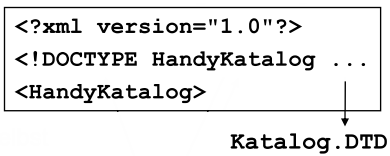 <?xml version="1.0"?>
<!DOCTYPE HandyKatalog ...
<HandyKatalog>
Katalog.DTD